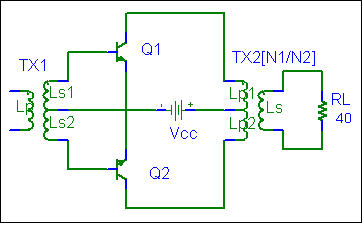 Q1
TX1
TX2[N1/N2]
Ls1
Lp1
Lp
Ls
RL
Ls2
Lp2
40
Vcc
Q2